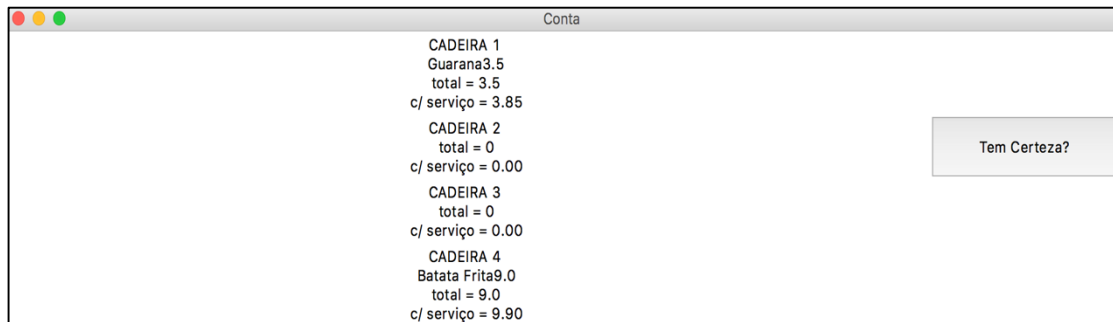 Conta
CADEIRA 1
Guarana3.5
total = 3.5
c/ serviço = 3.85
CADEIRA 2
total = 0
c/ serviço = 0.00
Tem Certeza?
CADEIRA 3
total = 0
c/ serviço = 0.00
CADEIRA 4
Batata Frita9.0
total = 9.0
c/ serviço = 9.90